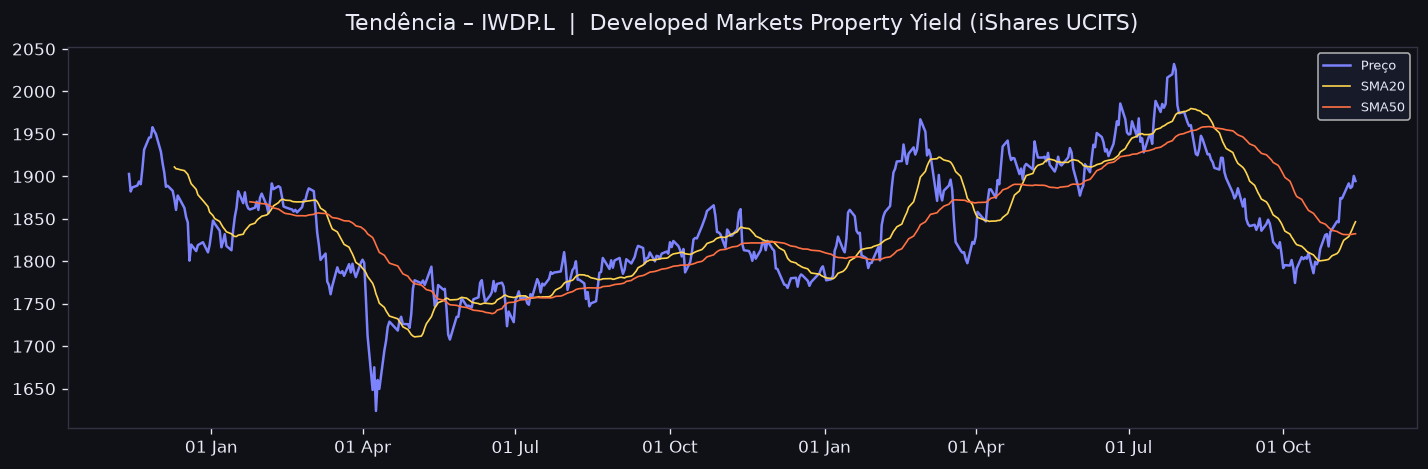 Tendência – IWDP.L | Developed Markets Property Yield (iShares UCITS)
Preço
SMA20
SMA50
2050
2000
1950
1900
1850
1800
1750
1700
1650
01 Jan
01 Apr
01 Jul
01 Oct
01 Jan
01 Apr
01 Jul
01 Oct